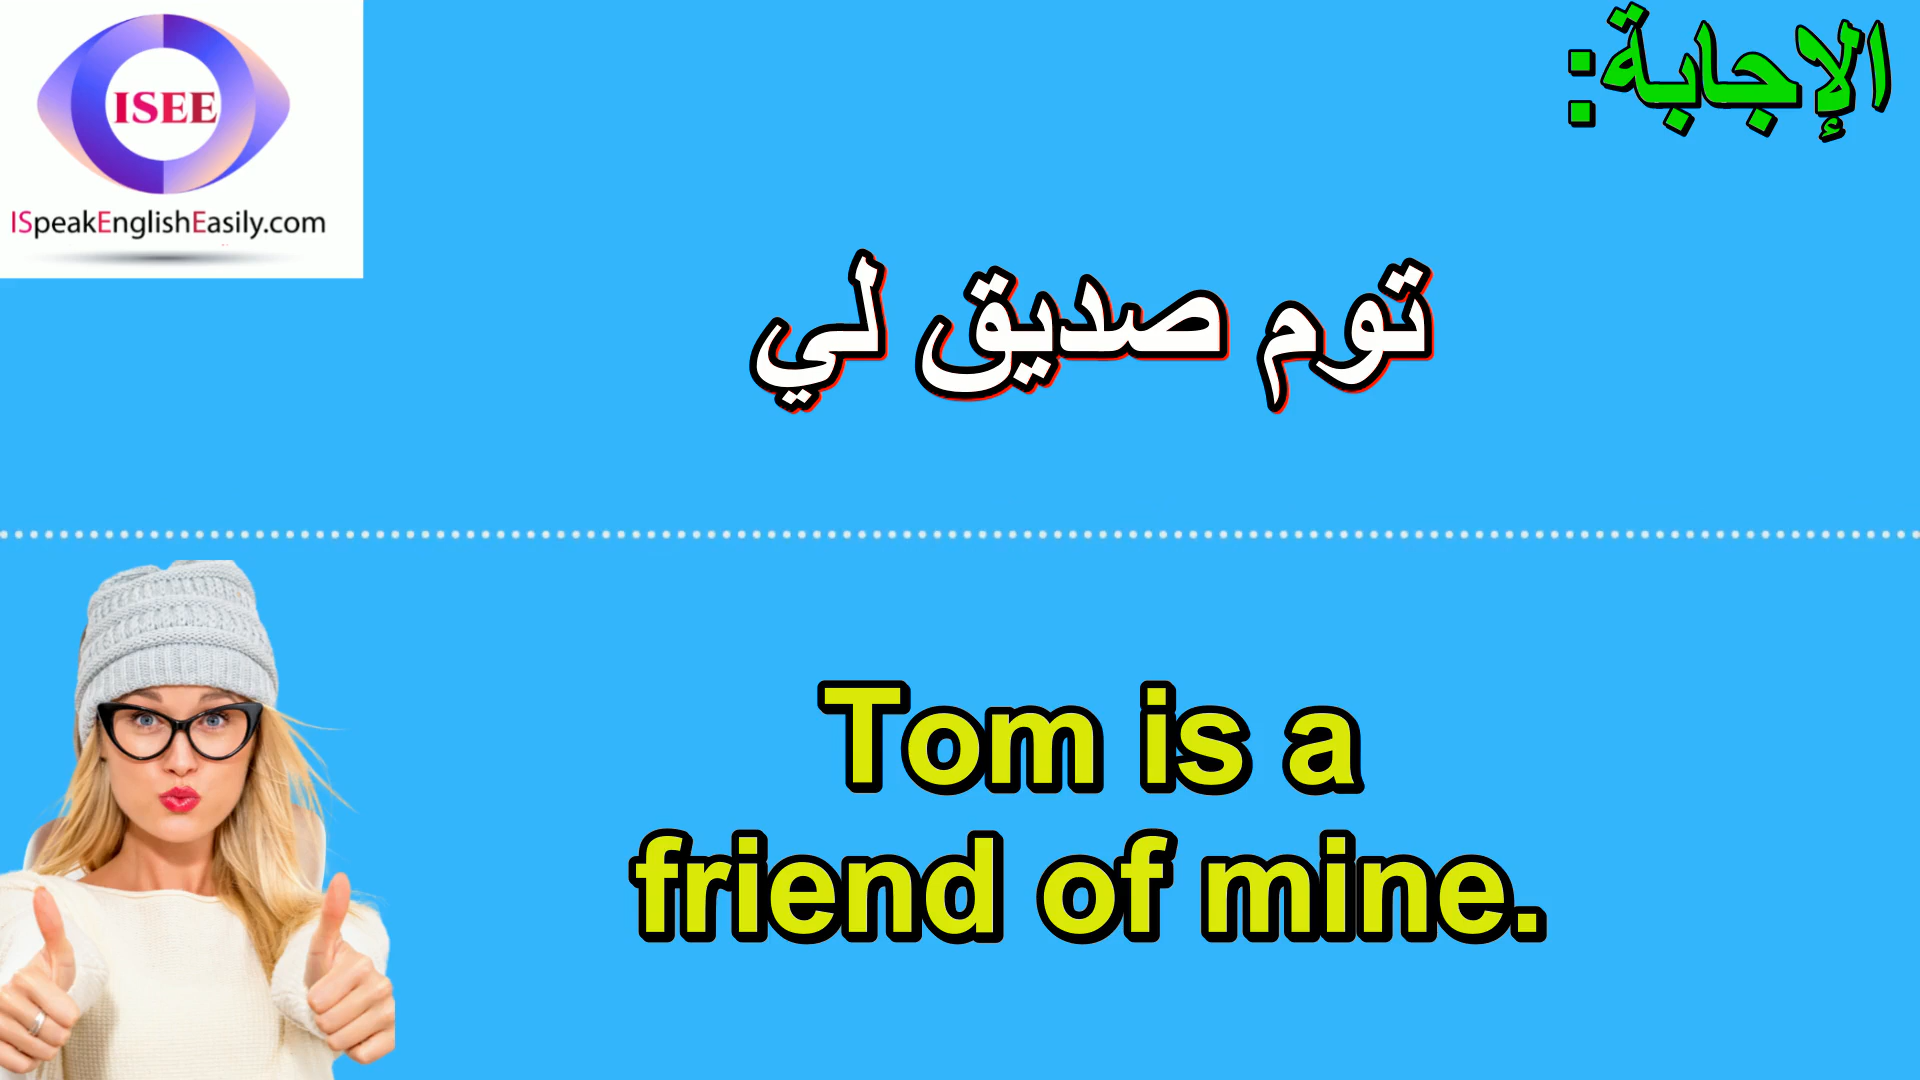 ISEE
ISpeakEnglishEasily.com
الإجابة:
توم صديق لي
Tom is a
friend of mine.